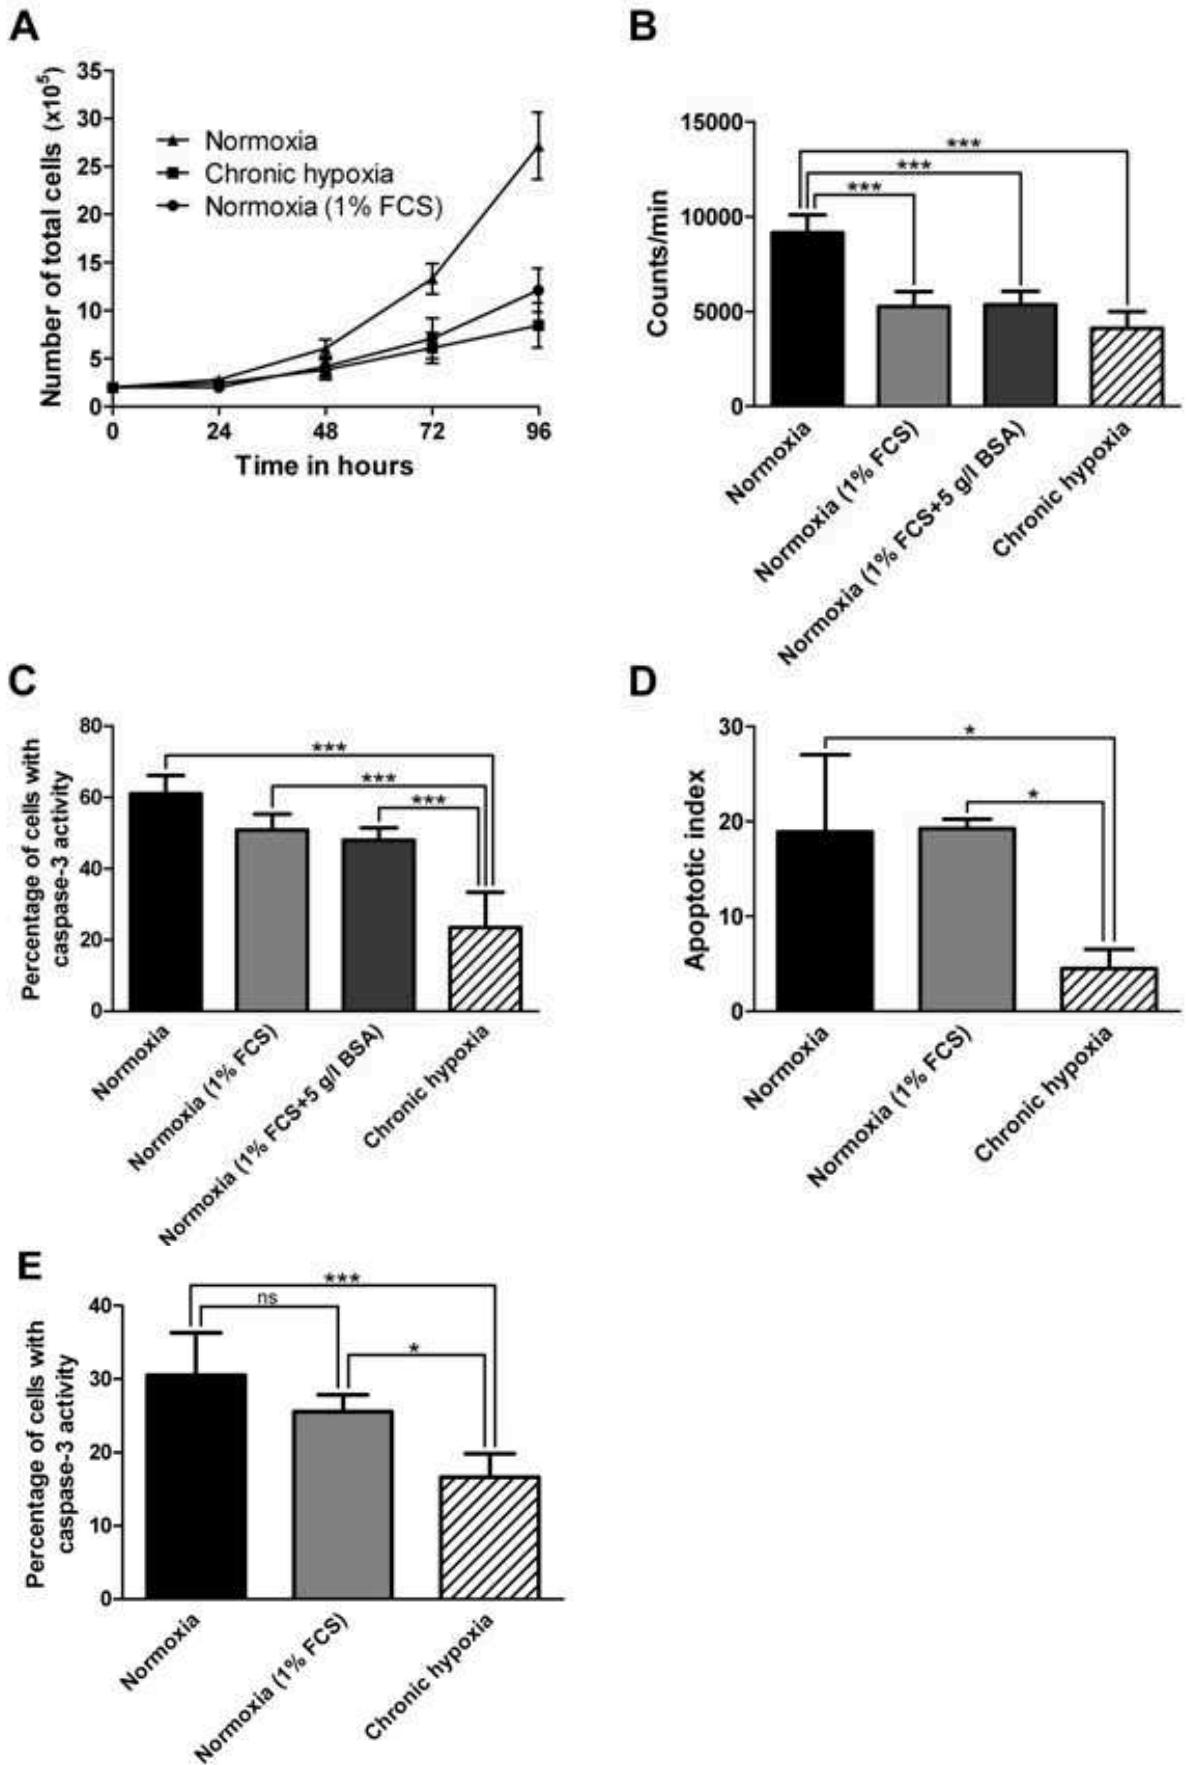 A
Number of total cells (x10⁵)
35
30
25
20
15
10
5
0
Normoxia
Chronic hypoxia
Normoxia (1% FCS)
0 24 48 72 96
Time in hours
B
Counts/min
15000
10000
5000
0
***
***
***
Normoxia
Normoxia (1% FCS)
Normoxia (1% FCS+5 g/l BSA)
Chronic hypoxia
C
Percentage of cells with
caspase-3 activity
80
60
40
20
0
***
***
***
Normoxia
Normoxia (1% FCS)
Normoxia (1% FCS+5 g/l BSA)
Chronic hypoxia
D
Apoptotic index
30
20
10
0
*
*
Normoxia
Normoxia (1% FCS)
Chronic hypoxia
E
Percentage of cells with
caspase-3 activity
40
30
20
10
0
***
ns
*
Normoxia
Normoxia (1% FCS)
Chronic hypoxia